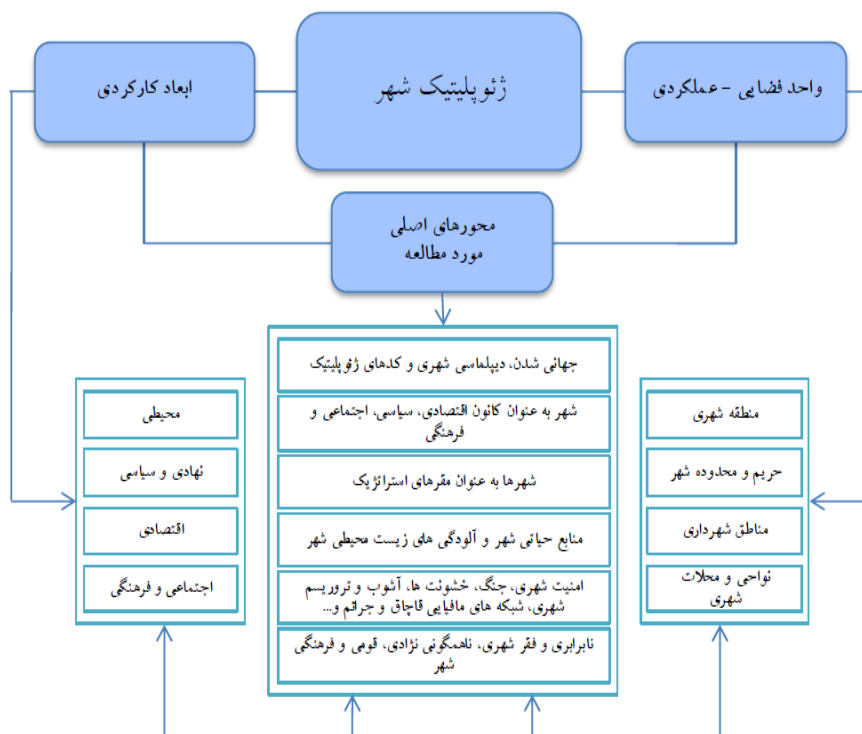 ژئوپلیتیک شهر
واحد فضایی - عملکردی
ابعاد کارکردی
محورهای اصلی
مورد مطالعه
منطقه شهری
حریم و محدوده شهر
مناطق شهرداری
نواحی و محلات
شهری
جهانی شدن، دیپلماسی شهری و کدهای ژئوپلیتیک
شهر به عنوان کانون اقتصادی، سیاسی، اجتماعی و
فرهنگی
شهرها به عنوان مقرهای استراتژیک
منابع حیاتی شهر و آلودگی های زیست محیطی شهر
امنیت شهری، جنگ، خشونت ها، آشوب و تروریسم
شهری، شبکه های مافیایی قاچاق و جرائم و...
نابرابری و فقر شهری، ناهمگونی نژادی، قومی و فرهنگی
شهر
محیطی
نهادی و سیاسی
اقتصادی
اجتماعی و فرهنگی